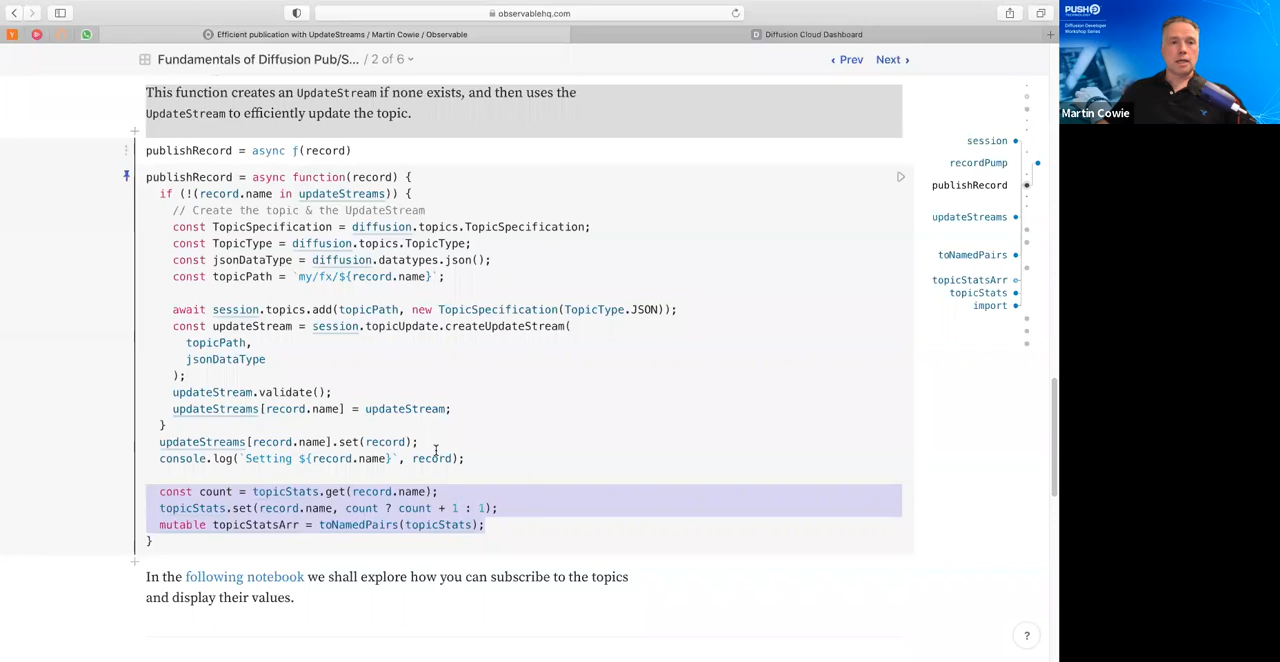 observablehq.com
Efficient publication with UpdateStreams / Martin Cowie / Observable
Diffusion Cloud Dashboard
Fundamentals of Diffusion Pub/S... / 2 of 6
‹ Prev Next ›
This function creates an UpdateStream if none exists, and then uses the
UpdateStream to efficiently update the topic.
publishRecord = async ƒ(record)
publishRecord = async function(record) {
if (!(record.name in updateStreams)) {
// Create the topic & the UpdateStream
const TopicSpecification = diffusion.topics.TopicSpecification;
const TopicType = diffusion.topics.TopicType;
const jsonDataType = diffusion.datatypes.json();
const topicPath = `my/fx/${record.name}`;
await session.topics.add(topicPath, new TopicSpecification(TopicType.JSON));
const updateStream = session.topicUpdate.createUpdateStream(
topicPath,
jsonDataType
);
updateStream.validate();
updateStreams[record.name] = updateStream;
}
updateStreams[record.name].set(record);
console.log(`Setting ${record.name}`, record);
const count = topicStats.get(record.name);
topicStats.set(record.name, count ? count + 1 : 1);
mutable topicStatsArr = toNamedPairs(topicStats);
}
In the following notebook we shall explore how you can subscribe to the topics
and display their values.
session
recordPump
publishRecord
updateStreams
toNamedPairs
topicStatsArr
topicStats
import
?
PUSH
TECHNOLOGY
Diffusion Developer
Workshop Series
Martin Cowie